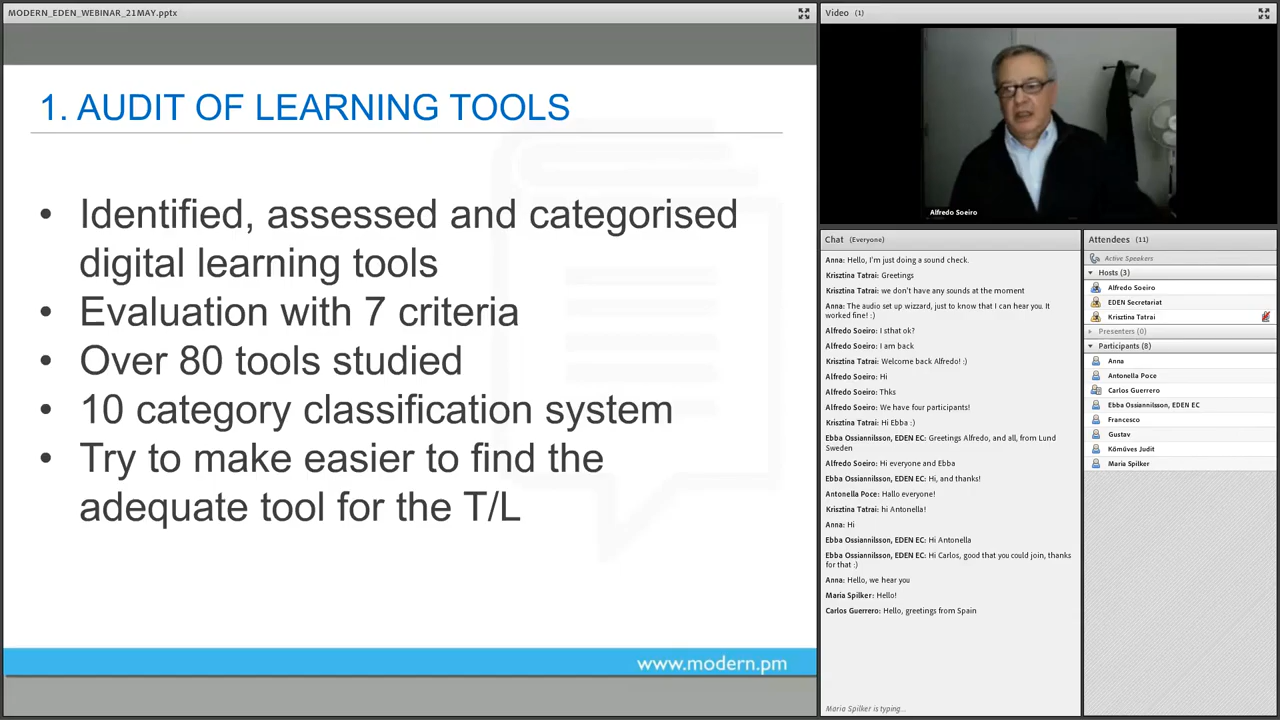 MODERN_EDEN_WEBINAR_21MAY.pptx
1. AUDIT OF LEARNING TOOLS
• Identified, assessed and categorised
digital learning tools
• Evaluation with 7 criteria
• Over 80 tools studied
• 10 category classification system
• Try to make easier to find the
adequate tool for the T/L
www.modern.pm
Video (1)
Alfredo Soeiro
Chat (Everyone)
Anna: Hello, I'm just doing a sound check.
Krisztina Tatrai: Greetings
Krisztina Tatrai: we don't have any sounds at the moment
Anna: The audio set up wizzard, just to know that I can hear you. It
worked fine! :)
Alfredo Soeiro: I sthat ok?
Alfredo Soeiro: I am back
Krisztina Tatrai: Welcome back Alfredo! :)
Alfredo Soeiro: Hi
Alfredo Soeiro: Thks
Alfredo Soeiro: We have four participants!
Krisztina Tatrai: Hi Ebba :)
Ebba Ossiannilsson, EDEN EC: Greetings Alfredo, and all, from Lund
Sweden
Alfredo Soeiro: Hi everyone and Ebba
Ebba Ossiannilsson, EDEN EC: Hi, and thanks!
Antonella Poce: Hallo everyone!
Krisztina Tatrai: hi Antonella!
Anna: Hi
Ebba Ossiannilsson, EDEN EC: Hi Antonella
Ebba Ossiannilsson, EDEN EC: Hi Carlos, good that you could join, thanks
for that :)
Anna: Hello, we hear you
Maria Spilker: Hello!
Carlos Guerrero: Hello, greetings from Spain
Maria Spilker is typing...
Attendees (11)
Active Speakers
Hosts (3)
Alfredo Soeiro
EDEN Secretariat
Krisztina Tatrai
Presenters (0)
Participants (8)
Anna
Antonella Poce
Carlos Guerrero
Ebba Ossiannilsson, EDEN EC
Francesco
Gustav
Kömüves Judit
Maria Spilker